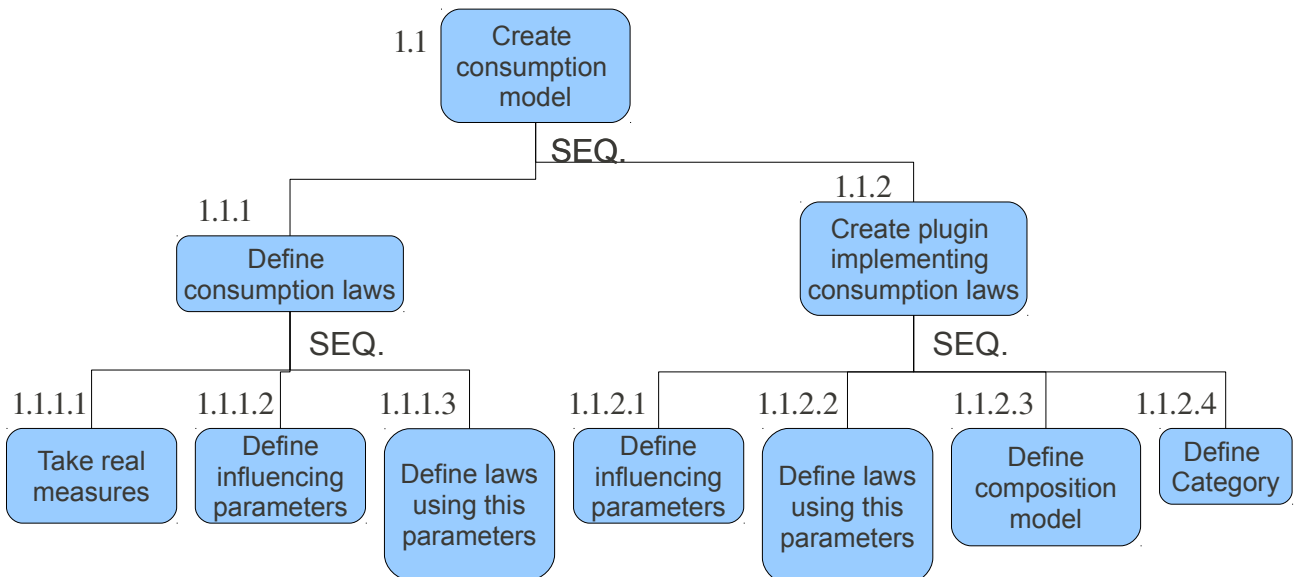 1.1
Create
consumption
model
SEQ.
1.1.1
Define
consumption laws
1.1.2
Create plugin
implementing
consumption laws
SEQ.
SEQ.
1.1.1.1
Take real
measures
1.1.1.2
Define
influencing
parameters
1.1.1.3
Define laws
using this
parameters
1.1.2.1
Define
influencing
parameters
1.1.2.2
Define laws
using this
parameters
1.1.2.3
Define
composition
model
1.1.2.4
Define
Category